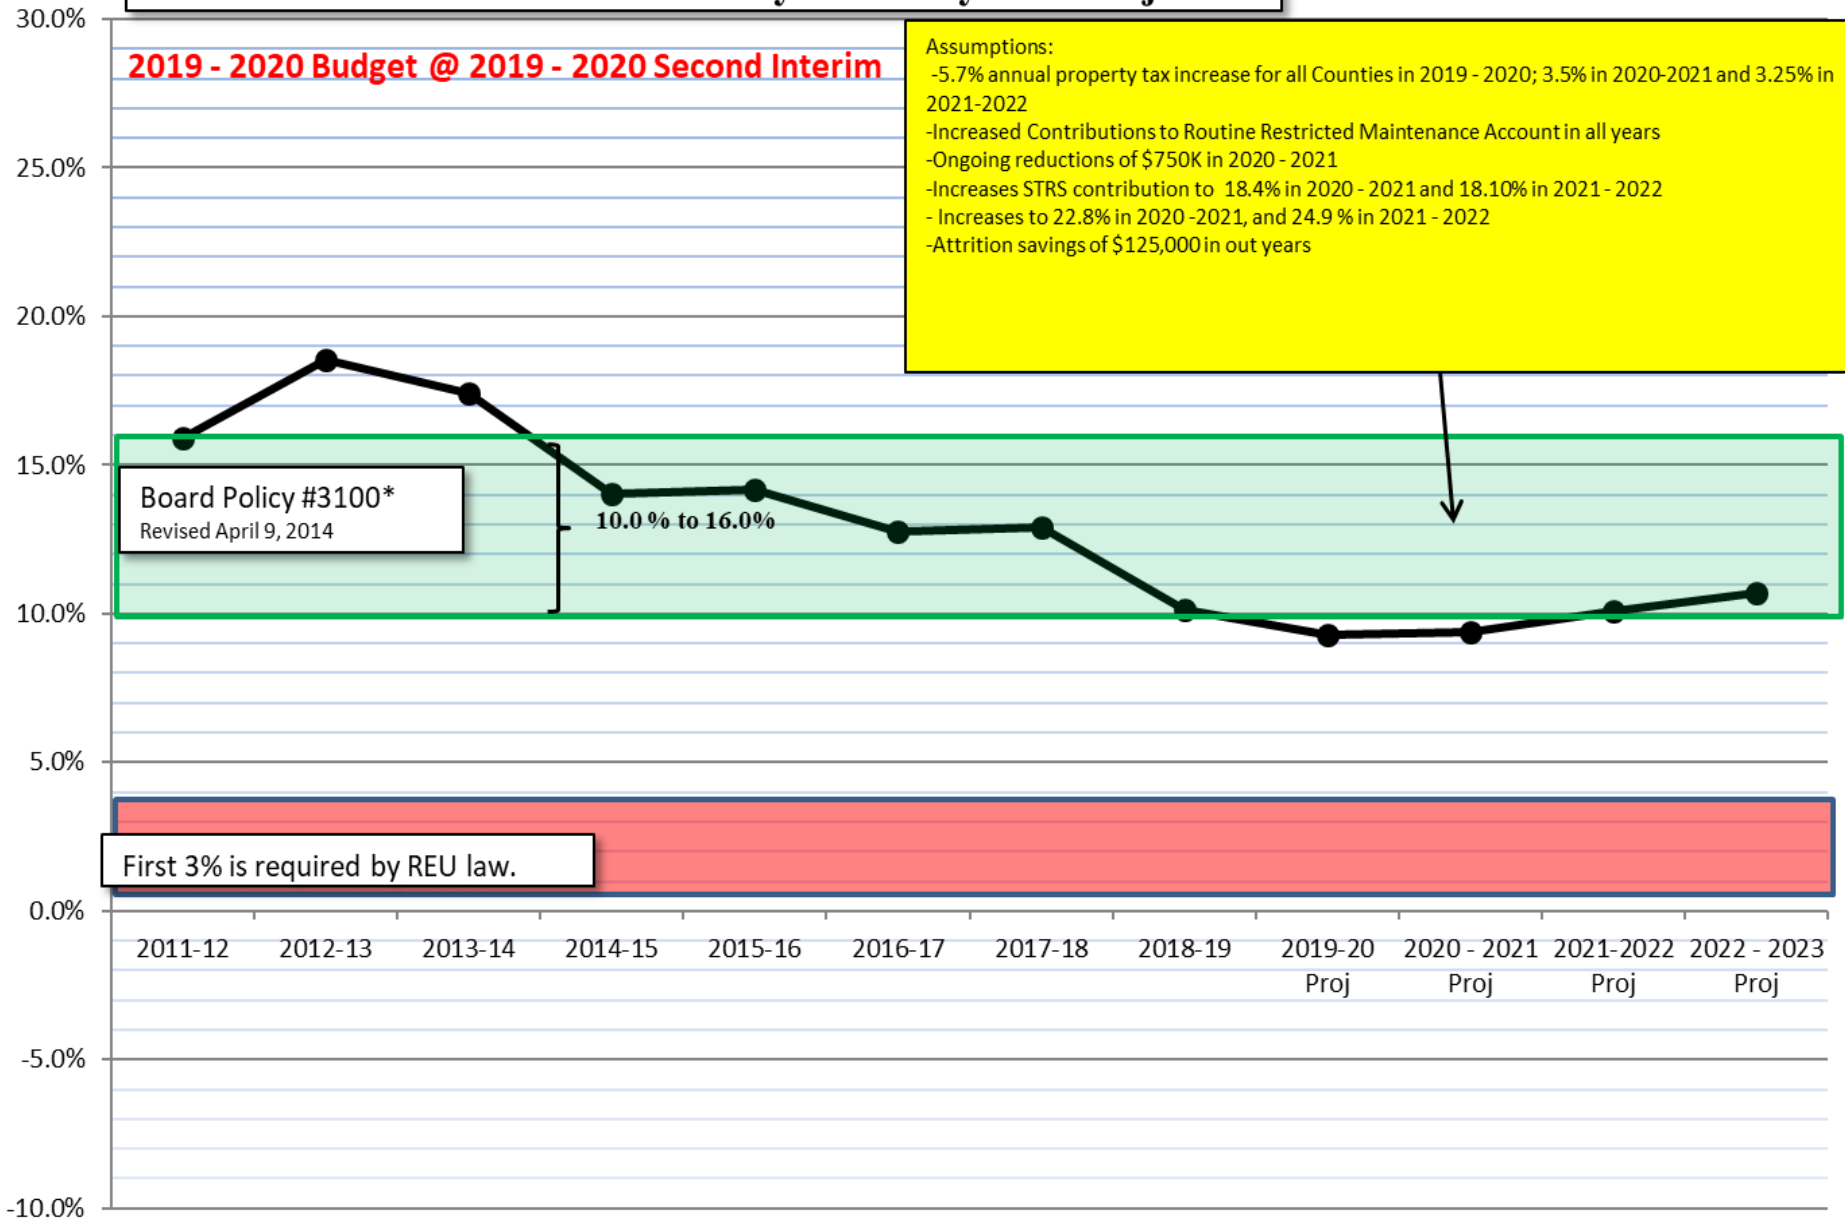 30.0%
2019 - 2020 Budget @ 2019 - 2020 Second Interim
Assumptions:
-5.7% annual property tax increase for all Counties in 2019 - 2020; 3.5% in 2020-2021 and 3.25% in
2021-2022
-Increased Contributions to Routine Restricted Maintenance Account in all years
-Ongoing reductions of $750K in 2020 - 2021
-Increases STRS contribution to 18.4% in 2020 - 2021 and 18.10% in 2021 - 2022
- Increases to 22.8% in 2020 -2021, and 24.9 % in 2021 - 2022
-Attrition savings of $125,000 in out years
25.0%
20.0%
15.0%
Board Policy #3100*
Revised April 9, 2014
10.0 % to 16.0%
10.0%
5.0%
First 3% is required by REU law.
0.0%
2011-12 2012-13 2013-14 2014-15 2015-16 2016-17 2017-18 2018-19 2019-20 2020 - 2021 2021-2022 2022 - 2023
Proj Proj Proj Proj
-5.0%
-10.0%